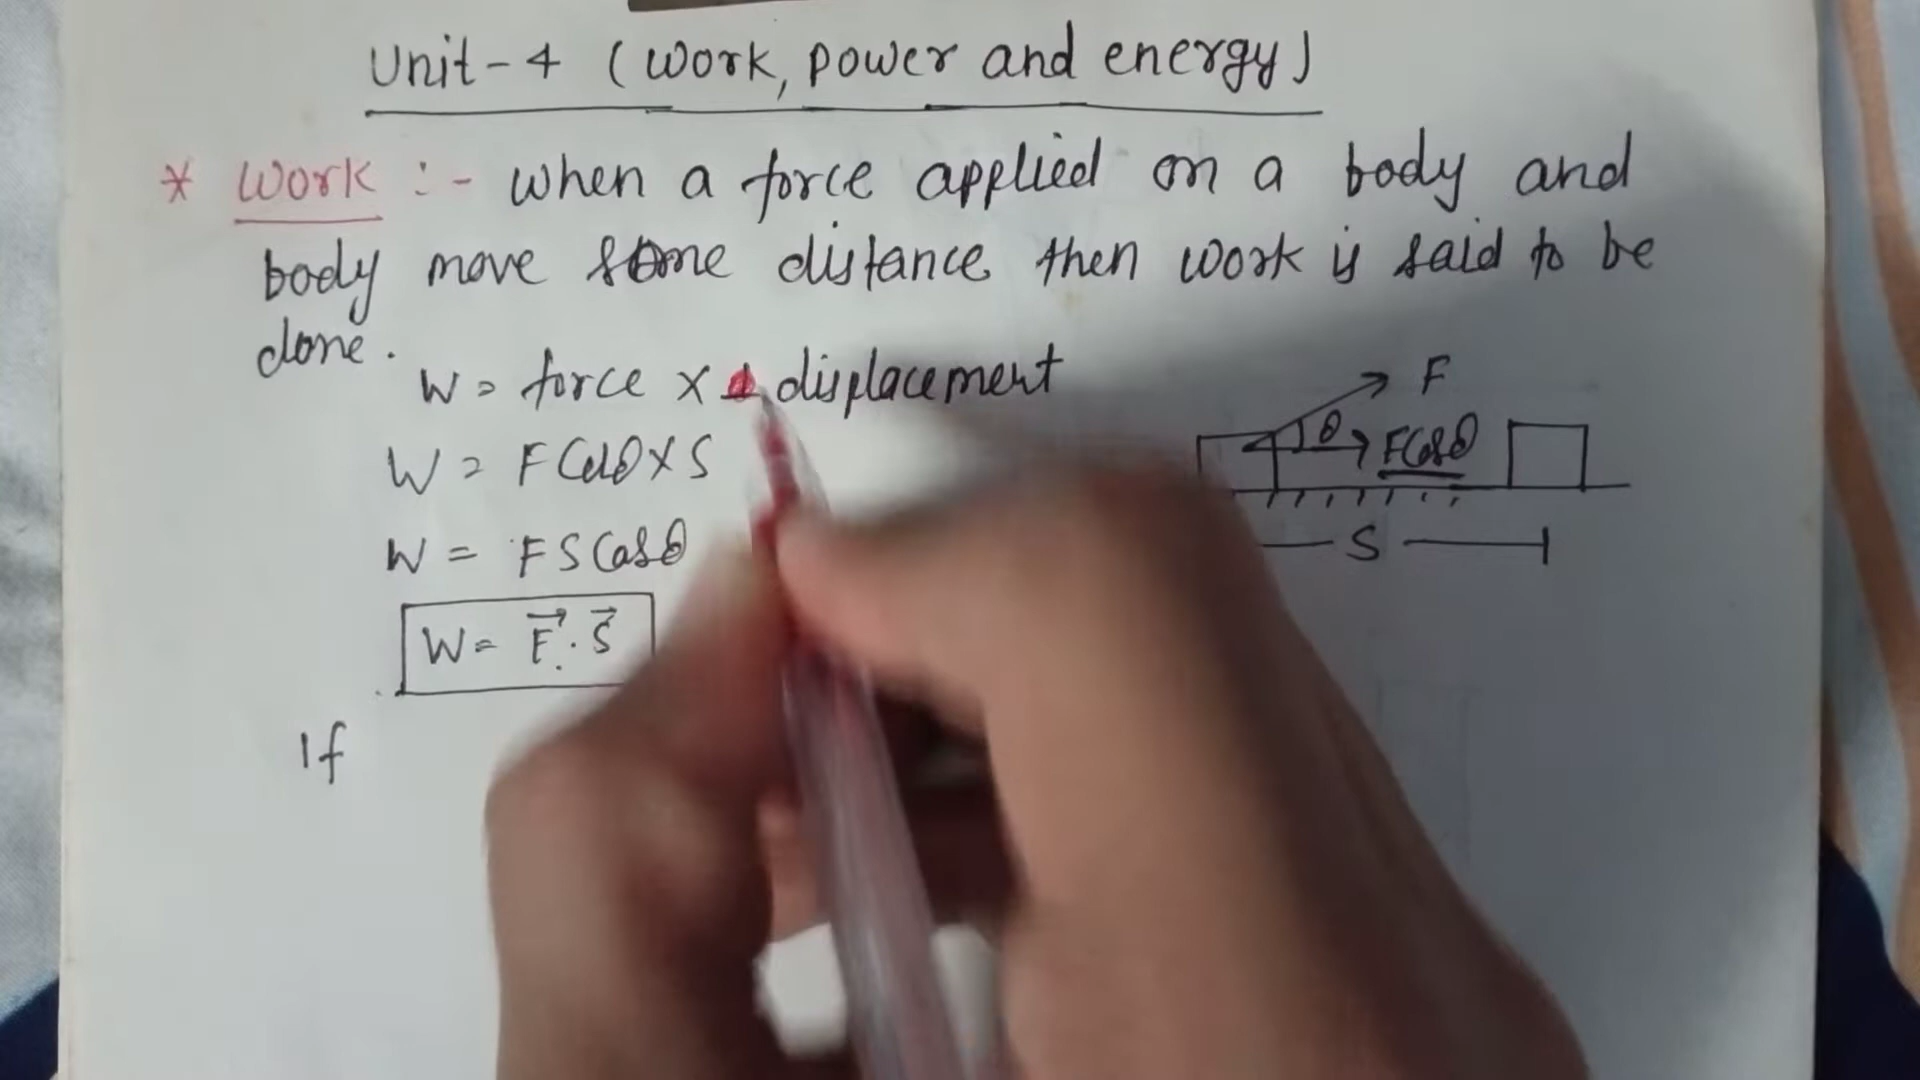 Unit-4 (Work, power and energy)
* Work :- When a force applied on a body and
body move some distance then work is said to be
done.
W = force × displacement
W = F Cosθ × S
W = F S Cosθ
W = F⃗ . S⃗
If
F
θ
F Cosθ
S